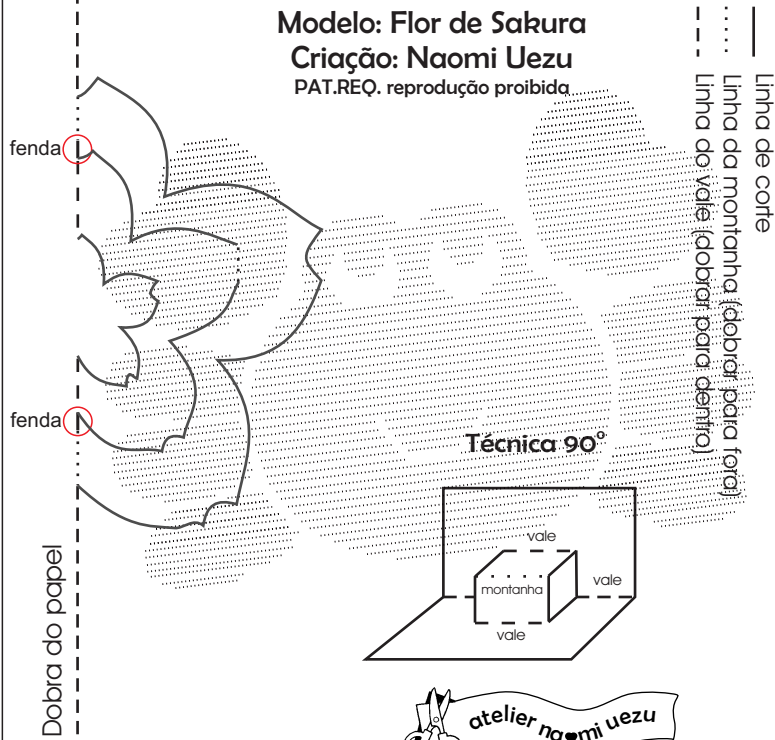 Modelo: Flor de Sakura
Criação: Naomi Uezu
PAT.REQ. reprodução proibida
Linha de corte
Linha da montanha (dobrar para fora)
Linha do vale (dobrar para dentro)
fenda
fenda
Dobra do papel
Técnica 90°
vale
montanha
vale
vale
atelier naomi uezu